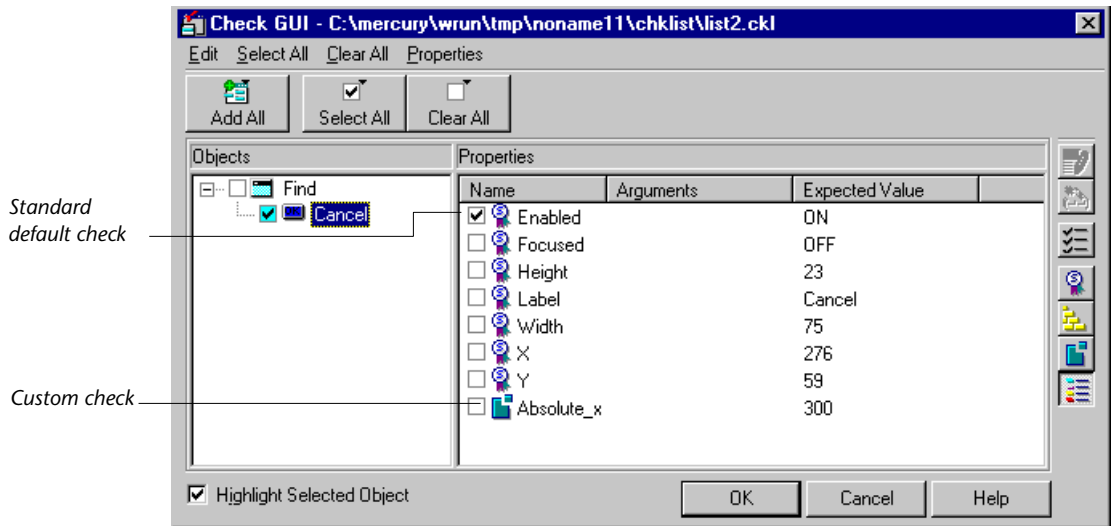 Check GUI - C:\mercury\wrun\tmp\noname11\chklist\list2.ckl
Edit Select All Clear All Properties
Add All Select All Clear All
Objects Properties
Find
Cancel
Name Arguments Expected Value
Enabled ON
Focused OFF
Height 23
Label Cancel
Width 75
X 276
Y 59
Absolute_x 300
Standard
default check
Custom check
Highlight Selected Object
OK Cancel Help